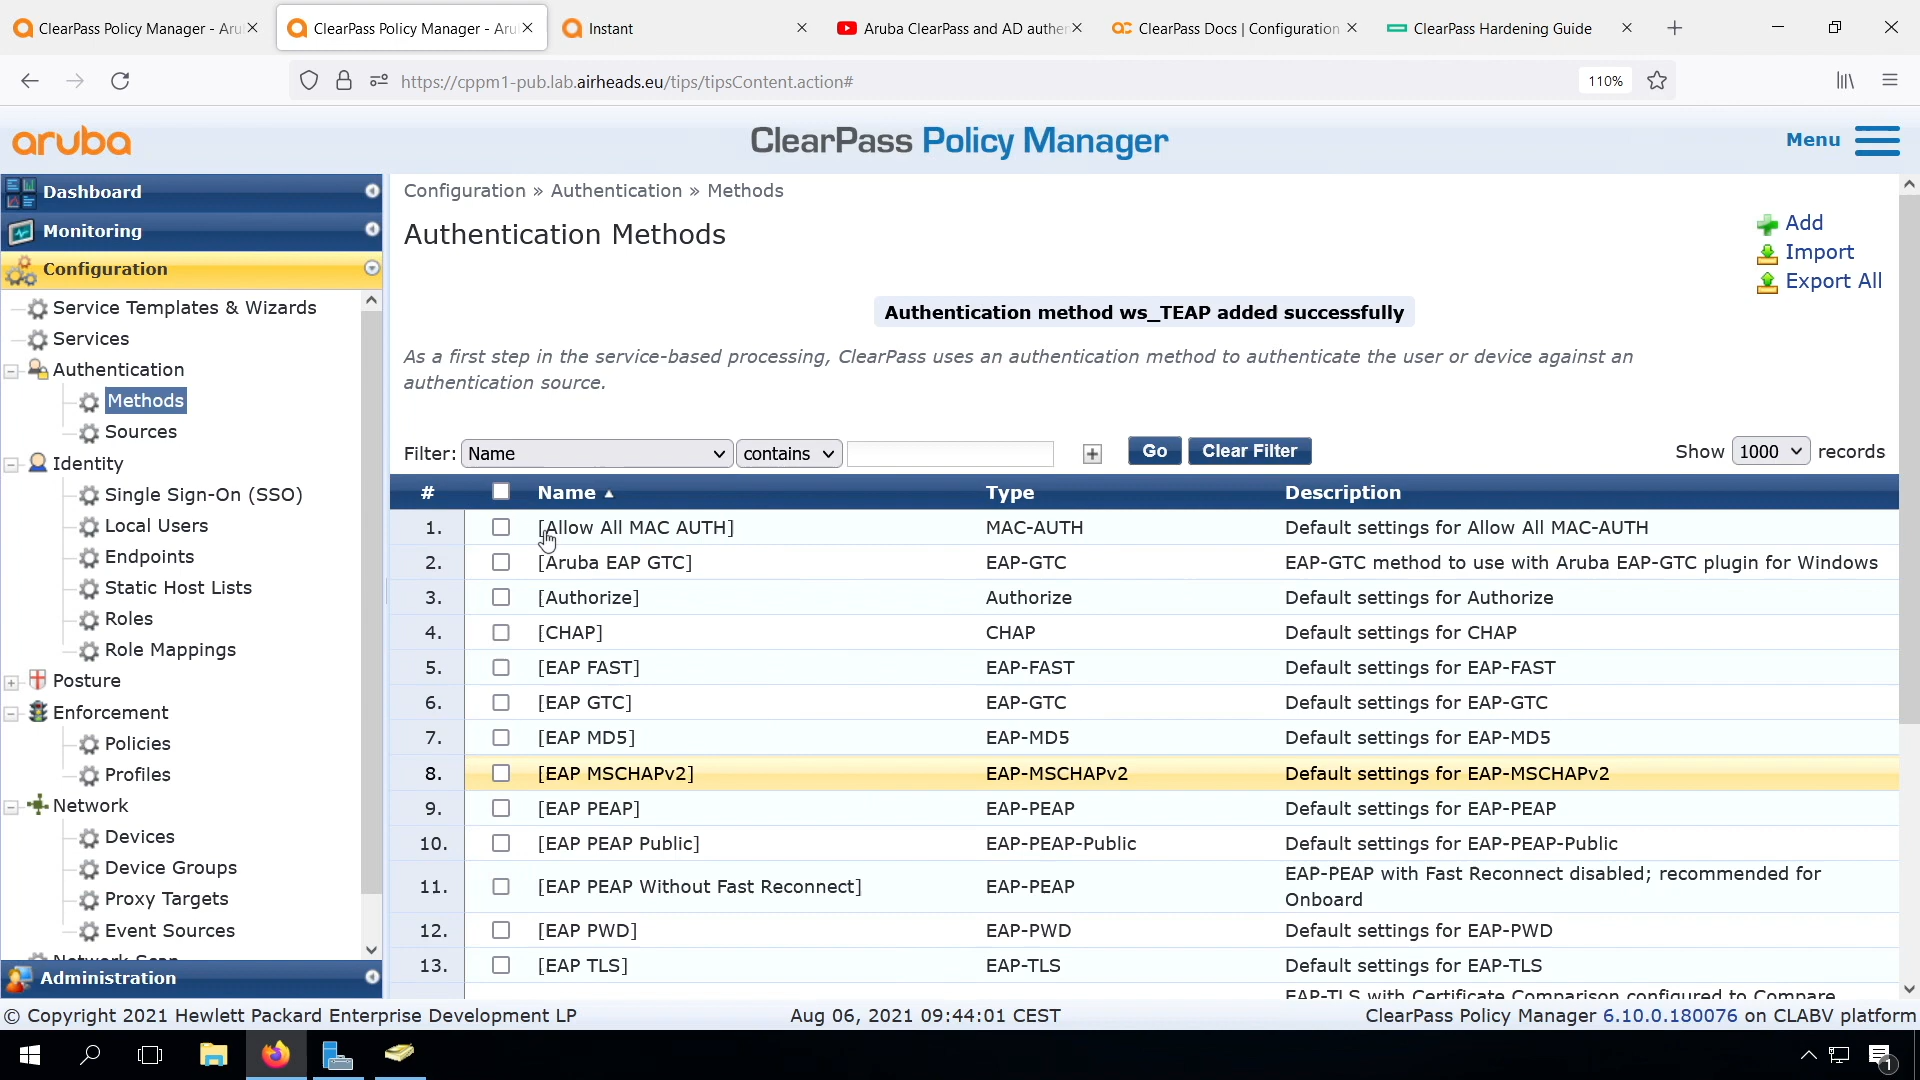 ClearPass Policy Manager - Aru
ClearPass Policy Manager - Aru
Instant
Aruba ClearPass and AD auther
ClearPass Docs | Configuration
ClearPass Hardening Guide
https://cppm1-pub.lab.airheads.eu/tips/tipsContent.action#
110%
aruba
ClearPass Policy Manager
Menu
Dashboard
Monitoring
Configuration
Service Templates & Wizards
Services
Authentication
Methods
Sources
Identity
Single Sign-On (SSO)
Local Users
Endpoints
Static Host Lists
Roles
Role Mappings
Posture
Enforcement
Policies
Profiles
Network
Devices
Device Groups
Proxy Targets
Event Sources
Network Scan
Administration
Configuration » Authentication » Methods
Authentication Methods
Add
Import
Export All
Authentication method ws_TEAP added successfully
As a first step in the service-based processing, ClearPass uses an authentication method to authenticate the user or device against an
authentication source.
Filter: Name contains + Go Clear Filter Show 1000 records
# Name Type Description
1. [Allow All MAC AUTH] MAC-AUTH Default settings for Allow All MAC-AUTH
2. [Aruba EAP GTC] EAP-GTC EAP-GTC method to use with Aruba EAP-GTC plugin for Windows
3. [Authorize] Authorize Default settings for Authorize
4. [CHAP] CHAP Default settings for CHAP
5. [EAP FAST] EAP-FAST Default settings for EAP-FAST
6. [EAP GTC] EAP-GTC Default settings for EAP-GTC
7. [EAP MD5] EAP-MD5 Default settings for EAP-MD5
8. [EAP MSCHAPv2] EAP-MSCHAPv2 Default settings for EAP-MSCHAPv2
9. [EAP PEAP] EAP-PEAP Default settings for EAP-PEAP
10. [EAP PEAP Public] EAP-PEAP-Public Default settings for EAP-PEAP-Public
11. [EAP PEAP Without Fast Reconnect] EAP-PEAP EAP-PEAP with Fast Reconnect disabled; recommended for
Onboard
12. [EAP PWD] EAP-PWD Default settings for EAP-PWD
13. [EAP TLS] EAP-TLS Default settings for EAP-TLS
EAP-TLS with Certificate Comparison configured to Compare
© Copyright 2021 Hewlett Packard Enterprise Development LP
Aug 06, 2021 09:44:01 CEST
ClearPass Policy Manager 6.10.0.180076 on CLABV platform
1